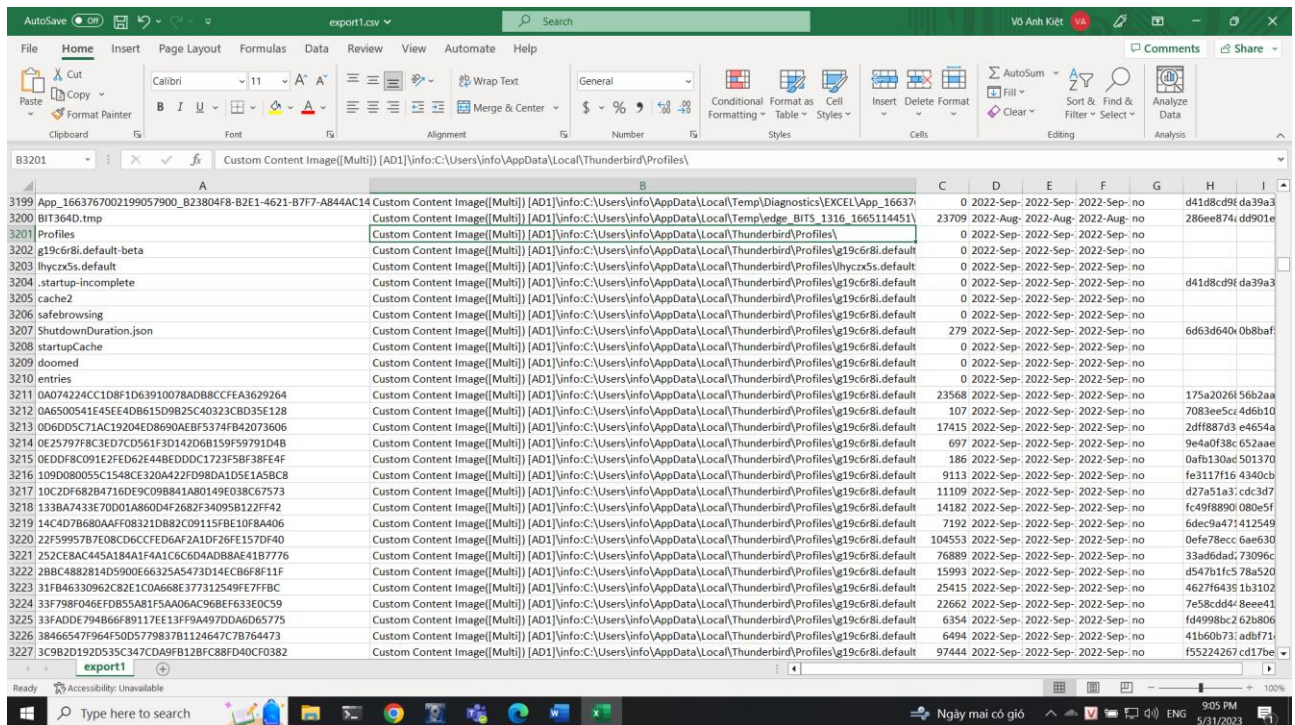 AutoSave Off export1.csv Search Võ Anh Kiệt VA
File Home Insert Page Layout Formulas Data Review View Automate Help Comments Share
Paste Cut Copy Format Painter Clipboard
Calibri 11 Font
Wrap Text Merge & Center Alignment
General Number
Conditional Formatting Format as Table Cell Styles Styles
Insert Delete Format Cells
AutoSum Fill Clear Sort & Filter Find & Select Editing
Analyze Data Analysis
B3201 fx Custom Content Image([Multi]) [AD1]\info:C:\Users\info\AppData\Local\Thunderbird\Profiles\
A B C D E F G H I
3199 App_1663767002199057900_B23804F8-B2E1-4621-B7F7-A844AC14 Custom Content Image([Multi]) [AD1]\info:C:\Users\info\AppData\Local\Temp\Diagnostics\EXCEL\App_16637 0 2022-Sep- 2022-Sep- 2022-Sep- no d41d8cd98 da39a3
3200 BIT364D.tmp Custom Content Image([Multi]) [AD1]\info:C:\Users\info\AppData\Local\Temp\edge_BITS_1316_1665114451\ 23709 2022-Aug- 2022-Aug- 2022-Aug- no 286ee874 dd901e
3201 Profiles Custom Content Image([Multi]) [AD1]\info:C:\Users\info\AppData\Local\Thunderbird\Profiles\ 0 2022-Sep- 2022-Sep- 2022-Sep- no
3202 g19c6r8i.default-beta Custom Content Image([Multi]) [AD1]\info:C:\Users\info\AppData\Local\Thunderbird\Profiles\g19c6r8i.default 0 2022-Sep- 2022-Sep- 2022-Sep- no
3203 lhyczx5s.default Custom Content Image([Multi]) [AD1]\info:C:\Users\info\AppData\Local\Thunderbird\Profiles\lhyczx5s.default 0 2022-Sep- 2022-Sep- 2022-Sep- no
3204 .startup-incomplete Custom Content Image([Multi]) [AD1]\info:C:\Users\info\AppData\Local\Thunderbird\Profiles\g19c6r8i.default 0 2022-Sep- 2022-Sep- 2022-Sep- no d41d8cd98 da39a3
3205 cache2 Custom Content Image([Multi]) [AD1]\info:C:\Users\info\AppData\Local\Thunderbird\Profiles\g19c6r8i.default 0 2022-Sep- 2022-Sep- 2022-Sep- no
3206 safebrowsing Custom Content Image([Multi]) [AD1]\info:C:\Users\info\AppData\Local\Thunderbird\Profiles\g19c6r8i.default 0 2022-Sep- 2022-Sep- 2022-Sep- no
3207 ShutdownDuration.json Custom Content Image([Multi]) [AD1]\info:C:\Users\info\AppData\Local\Thunderbird\Profiles\g19c6r8i.default 279 2022-Sep- 2022-Sep- 2022-Sep- no 6d63d640 0b8baf
3208 startupCache Custom Content Image([Multi]) [AD1]\info:C:\Users\info\AppData\Local\Thunderbird\Profiles\g19c6r8i.default 0 2022-Sep- 2022-Sep- 2022-Sep- no
3209 doomed Custom Content Image([Multi]) [AD1]\info:C:\Users\info\AppData\Local\Thunderbird\Profiles\g19c6r8i.default 0 2022-Sep- 2022-Sep- 2022-Sep- no
3210 entries Custom Content Image([Multi]) [AD1]\info:C:\Users\info\AppData\Local\Thunderbird\Profiles\g19c6r8i.default 0 2022-Sep- 2022-Sep- 2022-Sep- no
3211 0A074224CC1D8F1D63910078ADB8CCFEA3629264 Custom Content Image([Multi]) [AD1]\info:C:\Users\info\AppData\Local\Thunderbird\Profiles\g19c6r8i.default 23568 2022-Sep- 2022-Sep- 2022-Sep- no 175a2026 56b2aa
3212 0A6500541E45EE4DB615D9B25C40323CBD35E128 Custom Content Image([Multi]) [AD1]\info:C:\Users\info\AppData\Local\Thunderbird\Profiles\g19c6r8i.default 107 2022-Sep- 2022-Sep- 2022-Sep- no 7083ee5c 4d6b10
3213 0D6DD5C71AC19204ED8690AEBF5374FB42073606 Custom Content Image([Multi]) [AD1]\info:C:\Users\info\AppData\Local\Thunderbird\Profiles\g19c6r8i.default 17415 2022-Sep- 2022-Sep- 2022-Sep- no 2dff887d3 e4654a
3214 0E25797F8C3ED7CD561F3D142D6B159F59791D4B Custom Content Image([Multi]) [AD1]\info:C:\Users\info\AppData\Local\Thunderbird\Profiles\g19c6r8i.default 697 2022-Sep- 2022-Sep- 2022-Sep- no 9e4a0f38c 652aae
3215 0EDDF8C091E2FED62E44BEDDDC1723F5BF38FE4F Custom Content Image([Multi]) [AD1]\info:C:\Users\info\AppData\Local\Thunderbird\Profiles\g19c6r8i.default 186 2022-Sep- 2022-Sep- 2022-Sep- no 0afb130ad 501370
3216 109D080055C1548CE320A422FD98DA1D5E1A5BC8 Custom Content Image([Multi]) [AD1]\info:C:\Users\info\AppData\Local\Thunderbird\Profiles\g19c6r8i.default 9113 2022-Sep- 2022-Sep- 2022-Sep- no fe3117f16 4340cb
3217 10C2DF682B4716DE9C09B841A80149E038C67573 Custom Content Image([Multi]) [AD1]\info:C:\Users\info\AppData\Local\Thunderbird\Profiles\g19c6r8i.default 11109 2022-Sep- 2022-Sep- 2022-Sep- no d27a51a3 cdc3d7
3218 133BA7433E70D01A860D4F2682F34095B122FF42 Custom Content Image([Multi]) [AD1]\info:C:\Users\info\AppData\Local\Thunderbird\Profiles\g19c6r8i.default 14182 2022-Sep- 2022-Sep- 2022-Sep- no fc49f8890 080e5f
3219 14C4D7B680AAFF08321DB82C09115FBE10F8A406 Custom Content Image([Multi]) [AD1]\info:C:\Users\info\AppData\Local\Thunderbird\Profiles\g19c6r8i.default 7192 2022-Sep- 2022-Sep- 2022-Sep- no 6dec9a471 412549
3220 22F59957B7E08CD6CCFED6AF2A1DF26FE157DF40 Custom Content Image([Multi]) [AD1]\info:C:\Users\info\AppData\Local\Thunderbird\Profiles\g19c6r8i.default 104553 2022-Sep- 2022-Sep- 2022-Sep- no 0efe78ecc 6ae630
3221 252CE8AC445A184A1F4A1C6C6D4ADB8AE41B7776 Custom Content Image([Multi]) [AD1]\info:C:\Users\info\AppData\Local\Thunderbird\Profiles\g19c6r8i.default 76889 2022-Sep- 2022-Sep- 2022-Sep- no 33ad6dad 73096c
3222 2BBC4882814D5900E66325A5473D14ECB6F8F11F Custom Content Image([Multi]) [AD1]\info:C:\Users\info\AppData\Local\Thunderbird\Profiles\g19c6r8i.default 15993 2022-Sep- 2022-Sep- 2022-Sep- no d547b1fc5 78a520
3223 31FB46330962C82E1C0A668E377312549FE7FFBC Custom Content Image([Multi]) [AD1]\info:C:\Users\info\AppData\Local\Thunderbird\Profiles\g19c6r8i.default 25415 2022-Sep- 2022-Sep- 2022-Sep- no 4627f6439 1b3102
3224 33F798F046EFDB55A81F5AA06AC96BEF633E0C59 Custom Content Image([Multi]) [AD1]\info:C:\Users\info\AppData\Local\Thunderbird\Profiles\g19c6r8i.default 22662 2022-Sep- 2022-Sep- 2022-Sep- no 7e58cdd4 8eee41
3225 33FADDE794B66F89117EE13FF9A497DDA6D65775 Custom Content Image([Multi]) [AD1]\info:C:\Users\info\AppData\Local\Thunderbird\Profiles\g19c6r8i.default 6354 2022-Sep- 2022-Sep- 2022-Sep- no fd4998bc2 62b806
3226 38466547F964F50D5779837B1124647C7B764473 Custom Content Image([Multi]) [AD1]\info:C:\Users\info\AppData\Local\Thunderbird\Profiles\g19c6r8i.default 6494 2022-Sep- 2022-Sep- 2022-Sep- no 41b60b73 adbf71
3227 3C9B2D192D535C347CDA9FB12BFC88FD40CF0382 Custom Content Image([Multi]) [AD1]\info:C:\Users\info\AppData\Local\Thunderbird\Profiles\g19c6r8i.default 97444 2022-Sep- 2022-Sep- 2022-Sep- no f55224267 cd17be
export1
Ready Accessibility: Unavailable 100%
Type here to search Ngày mai có gió ENG 9:05 PM
5/31/2023